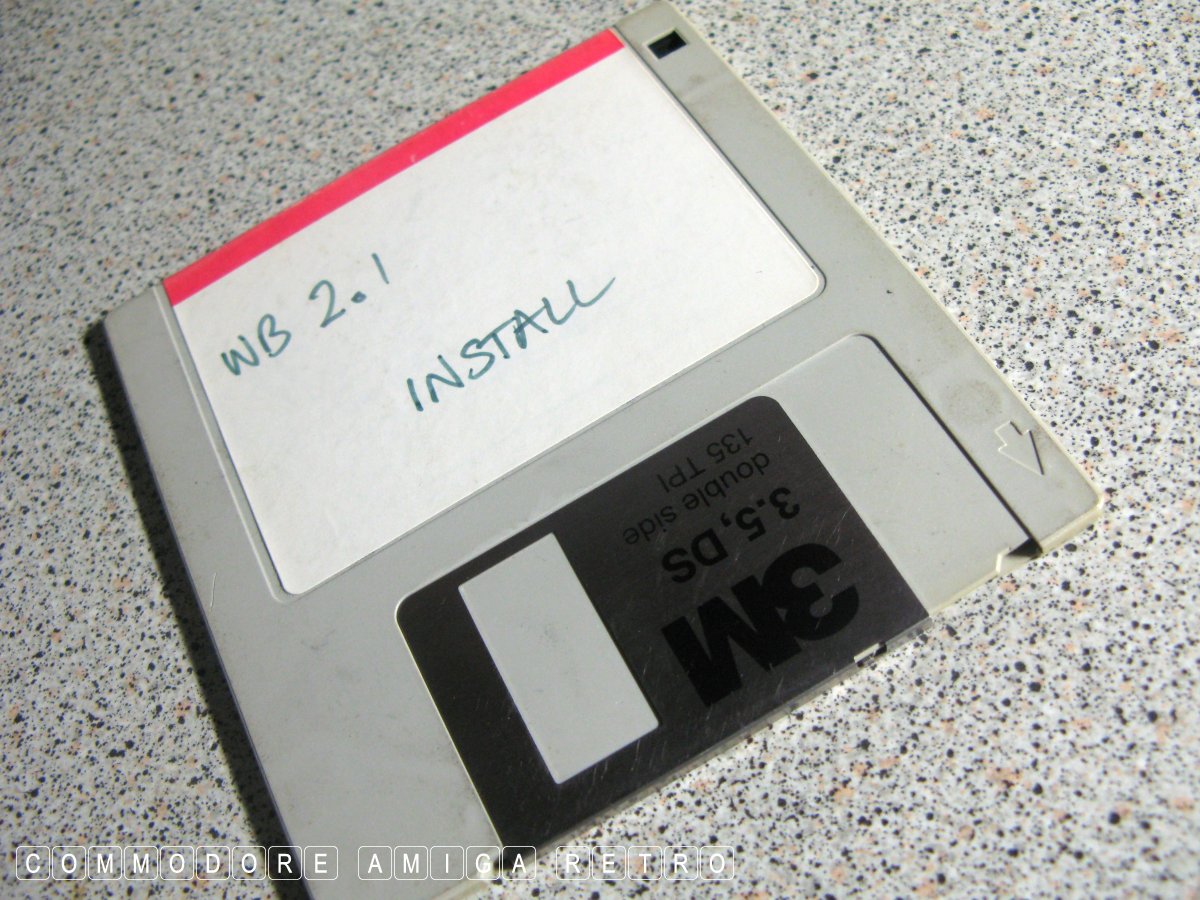 WB 2.1
INSTALL
135 TPI
double side
3.5,DS
3M
COMMODORE AMIGA RETRO